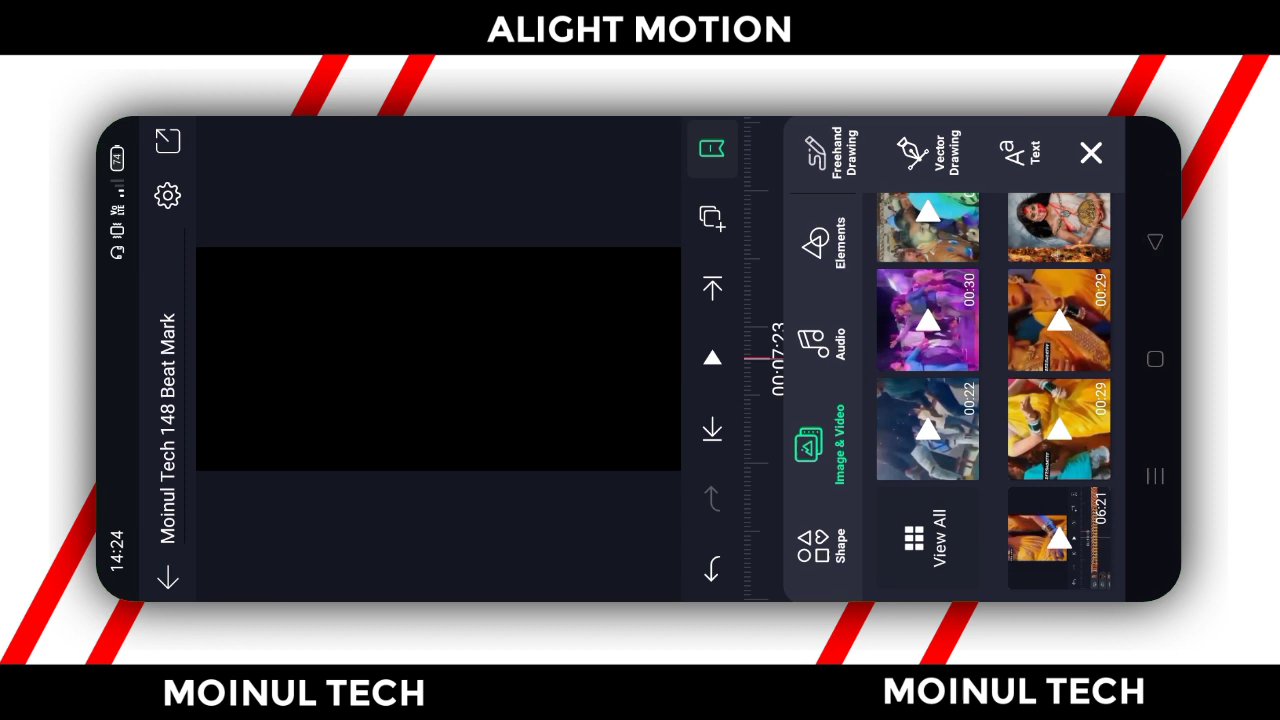 ALIGHT MOTION
14:24
74
Moinul Tech 148 Beat Mark
00:07:23
Shape
Image & Video
Audio
Elements
Freehand
Drawing
Vector
Drawing
Aa
Text
View All
00:22
00:30
06:21
00:29
00:29
MOINUL TECH
MOINUL TECH